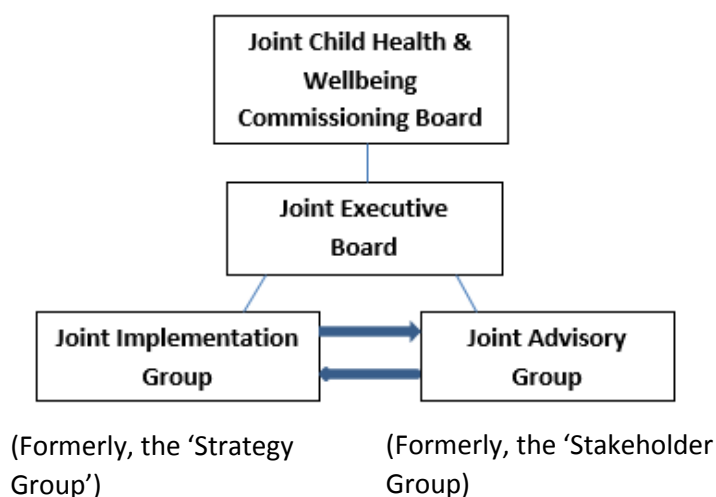 Joint Child Health &
Wellbeing
Commissioning Board
Joint Executive
Board
Joint Implementation
Group
Joint Advisory
Group
(Formerly, the ‘Strategy
Group’)
(Formerly, the ‘Stakeholder
Group)